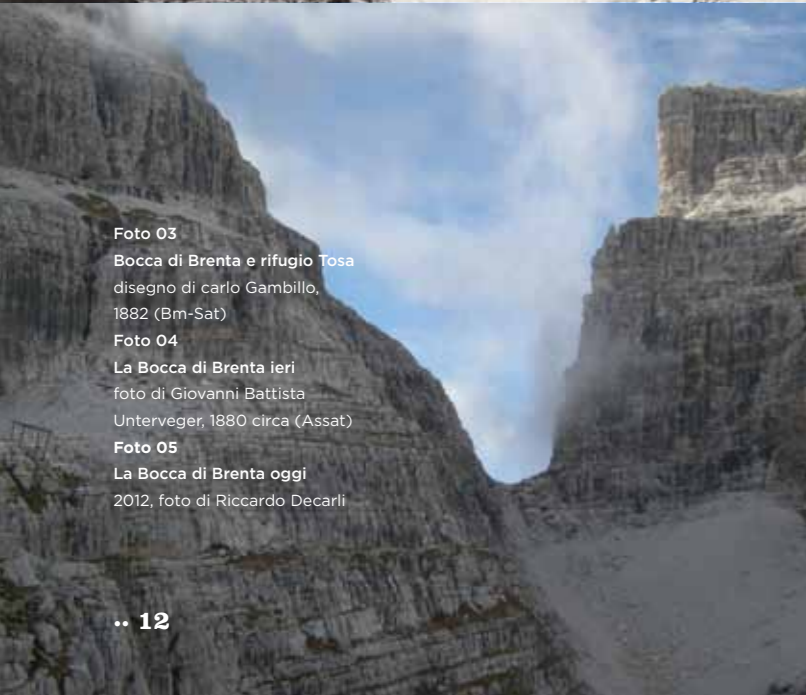 Foto 03
Bocca di Brenta e rifugio Tosa
disegno di carlo Gambillo,
1882 (Bm-Sat)
Foto 04
La Bocca di Brenta ieri
foto di Giovanni Battista
Unterveger, 1880 circa (Assat)
Foto 05
La Bocca di Brenta oggi
2012, foto di Riccardo Decarli
•• 12